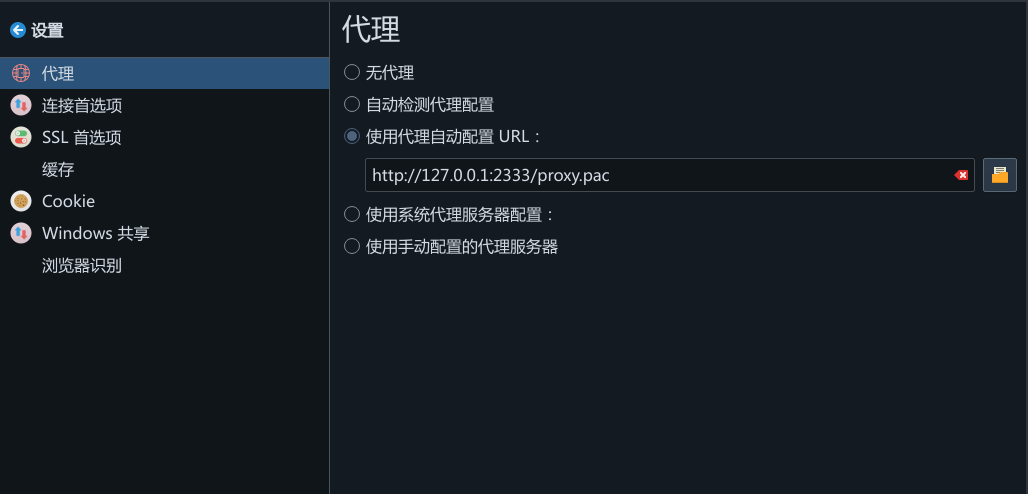 设置
代理
连接首选项
SSL 首选项
缓存
Cookie
Windows 共享
浏览器识别
代理
无代理
自动检测代理配置
使用代理自动配置 URL：
http://127.0.0.1:2333/proxy.pac
使用系统代理服务器配置：
使用手动配置的代理服务器